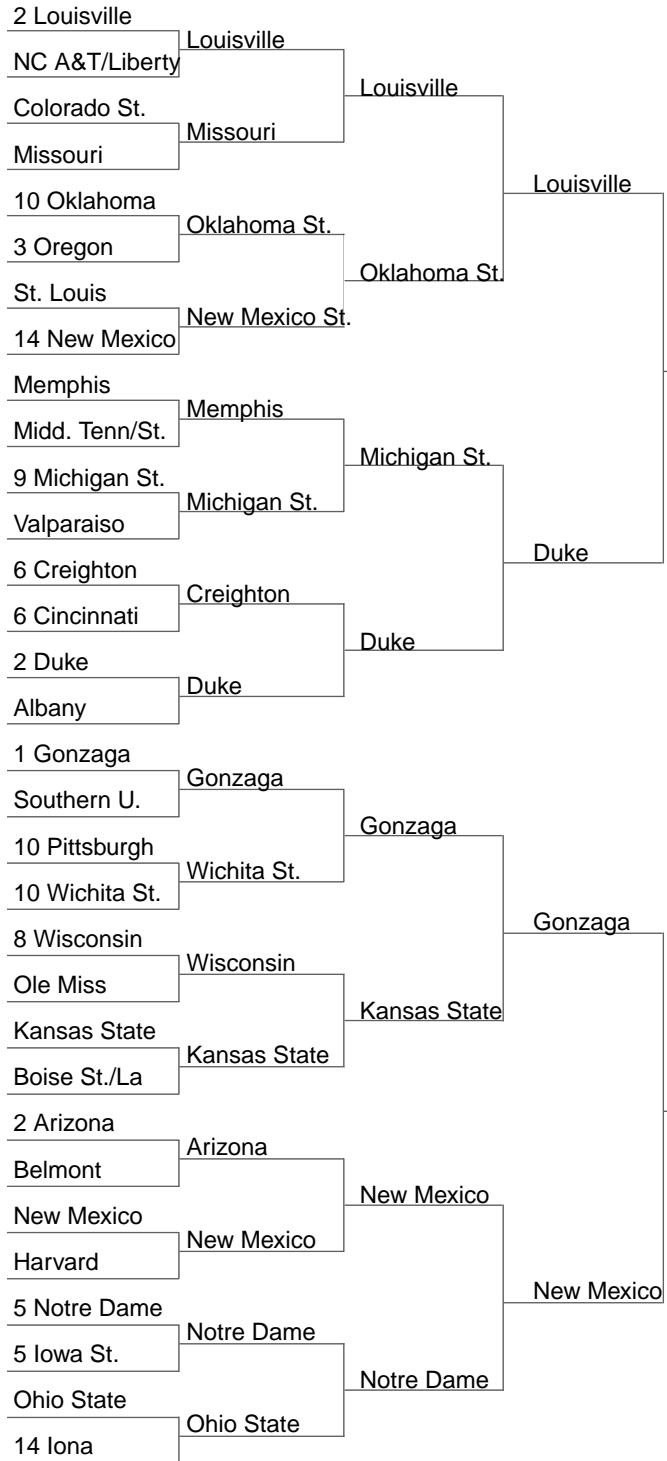 2 Louisville
NC A&T/Liberty
Colorado St.
Missouri
10 Oklahoma
3 Oregon
St. Louis
14 New Mexico
Memphis
Midd. Tenn/St.
9 Michigan St.
Valparaiso
6 Creighton
6 Cincinnati
2 Duke
Albany
1 Gonzaga
Southern U.
10 Pittsburgh
10 Wichita St.
8 Wisconsin
Ole Miss
Kansas State
Boise St./La
2 Arizona
Belmont
New Mexico
Harvard
5 Notre Dame
5 Iowa St.
Ohio State
14 Iona
Louisville
Missouri
Oklahoma St.
New Mexico St.
Memphis
Michigan St.
Creighton
Duke
Gonzaga
Wichita St.
Wisconsin
Kansas State
Arizona
New Mexico
Notre Dame
Ohio State
Louisville
Oklahoma St.
Michigan St.
Duke
Gonzaga
Kansas State
New Mexico
Notre Dame
Louisville
Duke
Gonzaga
New Mexico